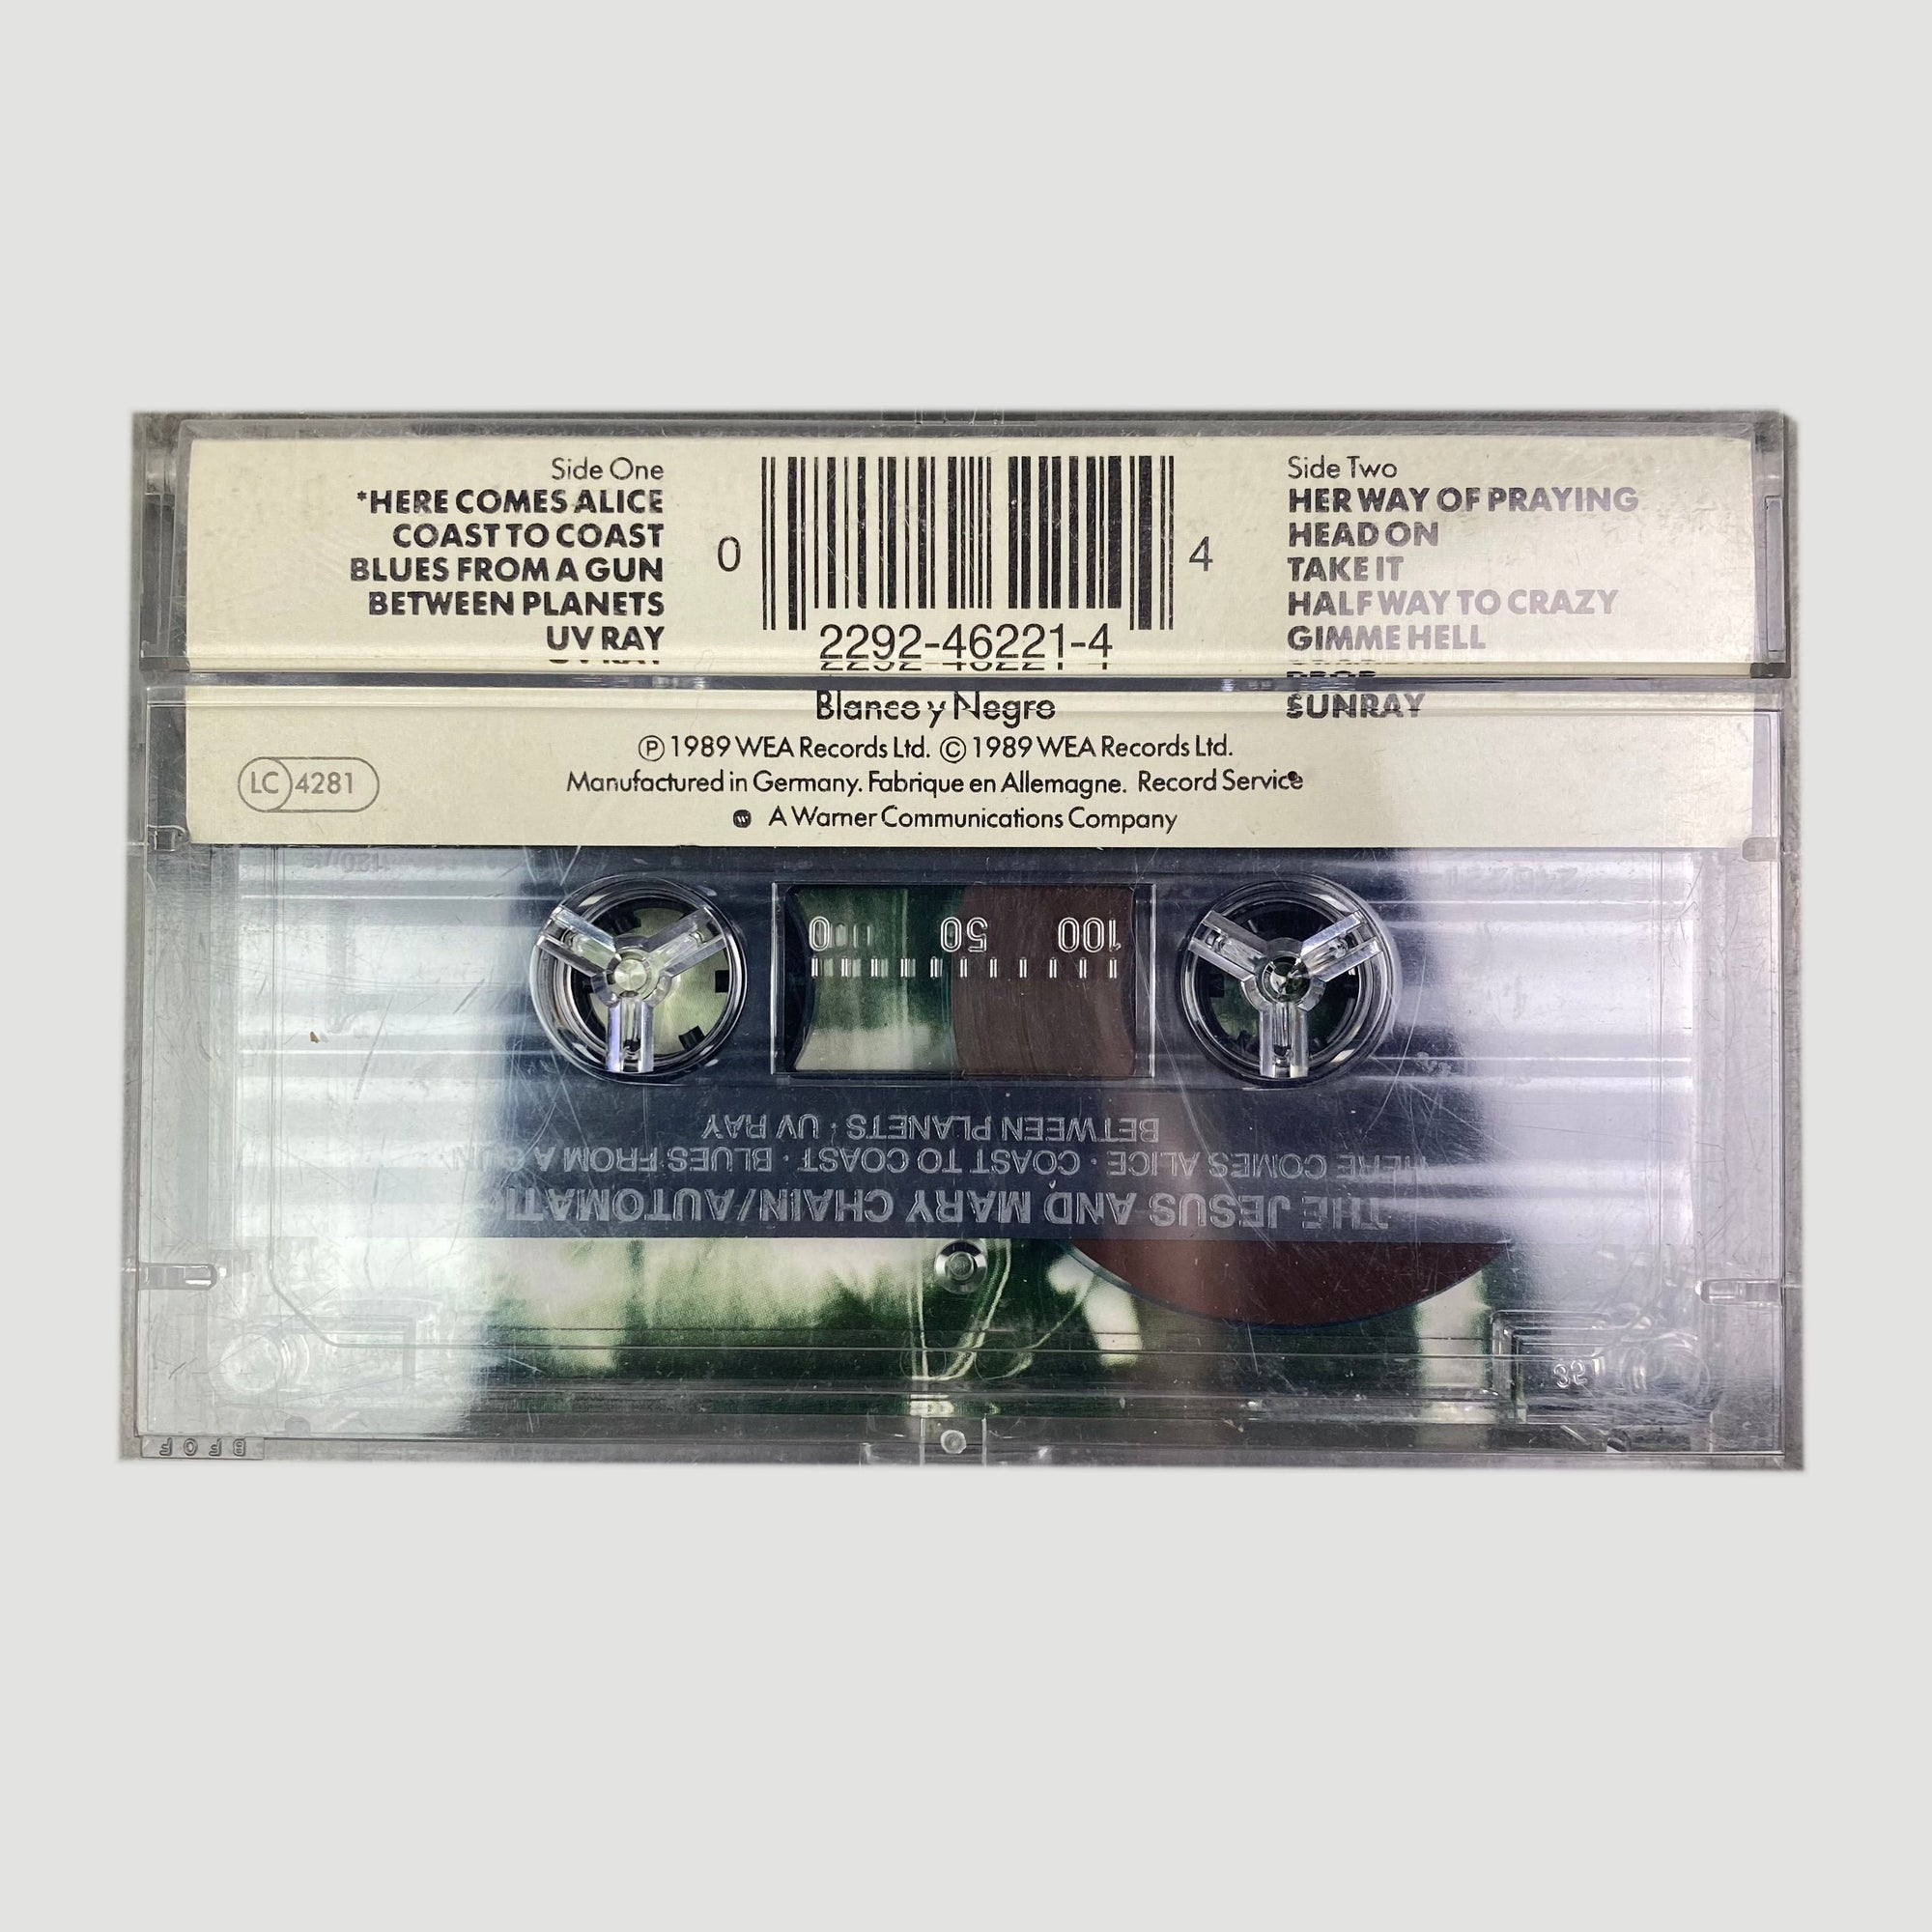 Side One
*HERE COMES ALICE
COAST TO COAST
BLUES FROM A GUN
BETWEEN PLANETS
UV RAY
0
4
2292-46221-4
Side Two
HER WAY OF PRAYING
HEAD ON
TAKE IT
HALF WAY TO CRAZY
GIMME HELL
DROP
SUNRAY
Blanco y Negro
Ⓟ 1989 WEA Records Ltd. © 1989 WEA Records Ltd.
LC 4281
Manufactured in Germany. Fabrique en Allemagne. Record Service
A Warner Communications Company
100 50 0
THE JESUS AND MARY CHAIN/AUTOMATI
HERE COMES ALICE · COAST TO COAST · BLUES FROM A GUN ·
BETWEEN PLANETS · UV RAY
32